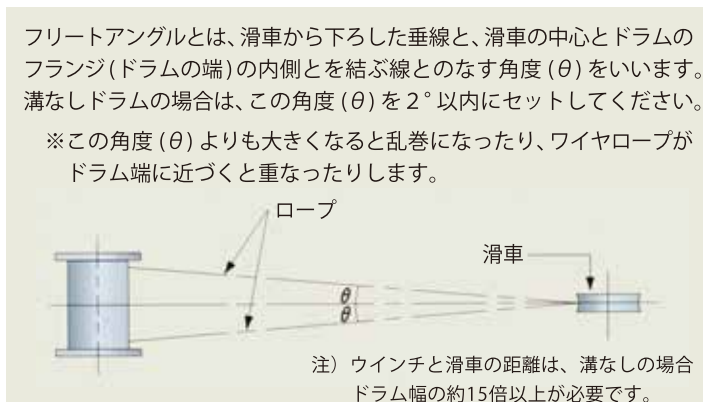 フリートアングルとは、滑車から下ろした垂線と、滑車の中心とドラムの
フランジ(ドラムの端)の内側とを結ぶ線とのなす角度(θ)をいいます。
溝なしドラムの場合は、この角度(θ)を2°以内にセットしてください。
※この角度(θ)よりも大きくなると乱巻になったり、ワイヤロープが
ドラム端に近づくと重なったりします。
ロープ
滑車
θ
θ
注)ウインチと滑車の距離は、溝なしの場合
ドラム幅の約15倍以上が必要です。